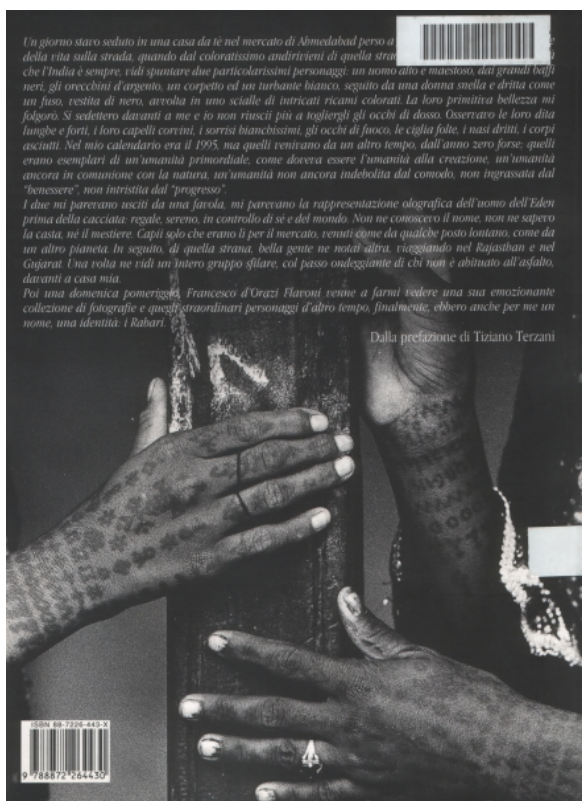 Un giorno stavo seduto in una casa da tè nel mercato di Ahmedabad perso a
della vita sulla strada, quando dal coloratissimo andirivieni di quella stra
che l'India è sempre, vidi spuntare due particolarissimi personaggi: un uomo alto e maestoso, dai grandi baffi
neri, gli orecchini d'argento, un corpetto ed un turbante bianco, seguito da una donna snella e dritta come
un fuso, vestita di nero, avvolta in uno scialle di intricati ricami colorati. La loro primitiva bellezza mi
folgorò. Si sedettero davanti a me e io non riuscii più a togliergli gli occhi di dosso. Osservavo le loro dita
lunghe e forti, i loro capelli corvini, i sorrisi bianchissimi, gli occhi di fuoco, le ciglia folte, i nasi dritti, i corpi
asciutti. Nel mio calendario era il 1995, ma quelli venivano da un altro tempo, dall'anno zero forse; quelli
erano esemplari di un'umanità primordiale, come doveva essere l'umanità alla creazione, un'umanità
ancora in comunione con la natura, un'umanità non ancora indebolita dal comodo, non ingrassata dal
"benessere", non intristita dal "progresso".
I due mi parevano usciti da una favola, mi parevano la rappresentazione olografica dell'uomo dell'Eden
prima della cacciata: regale, sereno, in controllo di sé e del mondo. Non ne conoscevo il nome, non ne sapevo
la casta, né il mestiere. Capii solo che erano lì per il mercato, venuti come da qualche posto lontano, come da
un altro pianeta. In seguito, di quella strana, bella gente ne notai altra, viaggiando nel Rajasthan e nel
Gujarat. Una volta ne vidi un intero gruppo sfilare, col passo ondeggiante di chi non è abituato all'asfalto,
davanti a casa mia.
Poi una domenica pomeriggio, Francesco d'Orazi Flavoni venne a farmi vedere una sua emozionante
collezione di fotografie e quegli straordinari personaggi d'altro tempo, finalmente, ebbero anche per me un
nome, una identità: i Rabari.
Dalla prefazione di Tiziano Terzani
ISBN 88-7226-443-X
9 788872 264430